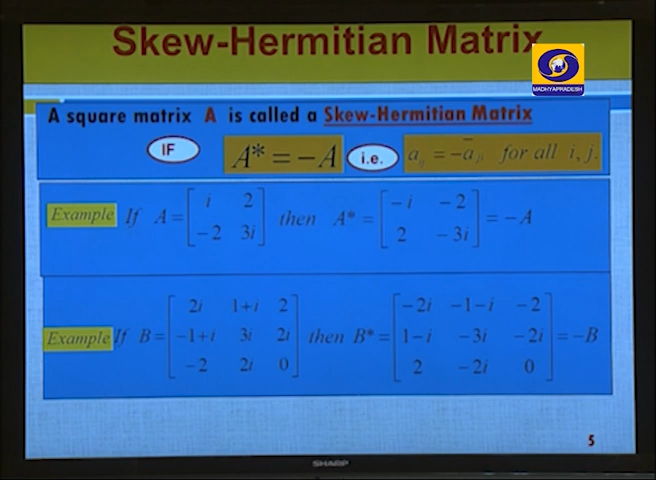 Skew-Hermitian Matrix
MADHYAPRADESH
A square matrix A is called a Skew-Hermitian Matrix
IF A* = −A i.e. a_ij = −a̅_ji for all i, j.
Example If A = [ i 2 ; −2 3i ] then A* = [ −i −2 ; 2 −3i ] = −A
Example If B = [ 2i 1+i 2 ; −1+i 3i 2i ; −2 2i 0 ] then B* = [ −2i −1−i −2 ; 1−i −3i −2i ; 2 −2i 0 ] = −B
5
SHARP